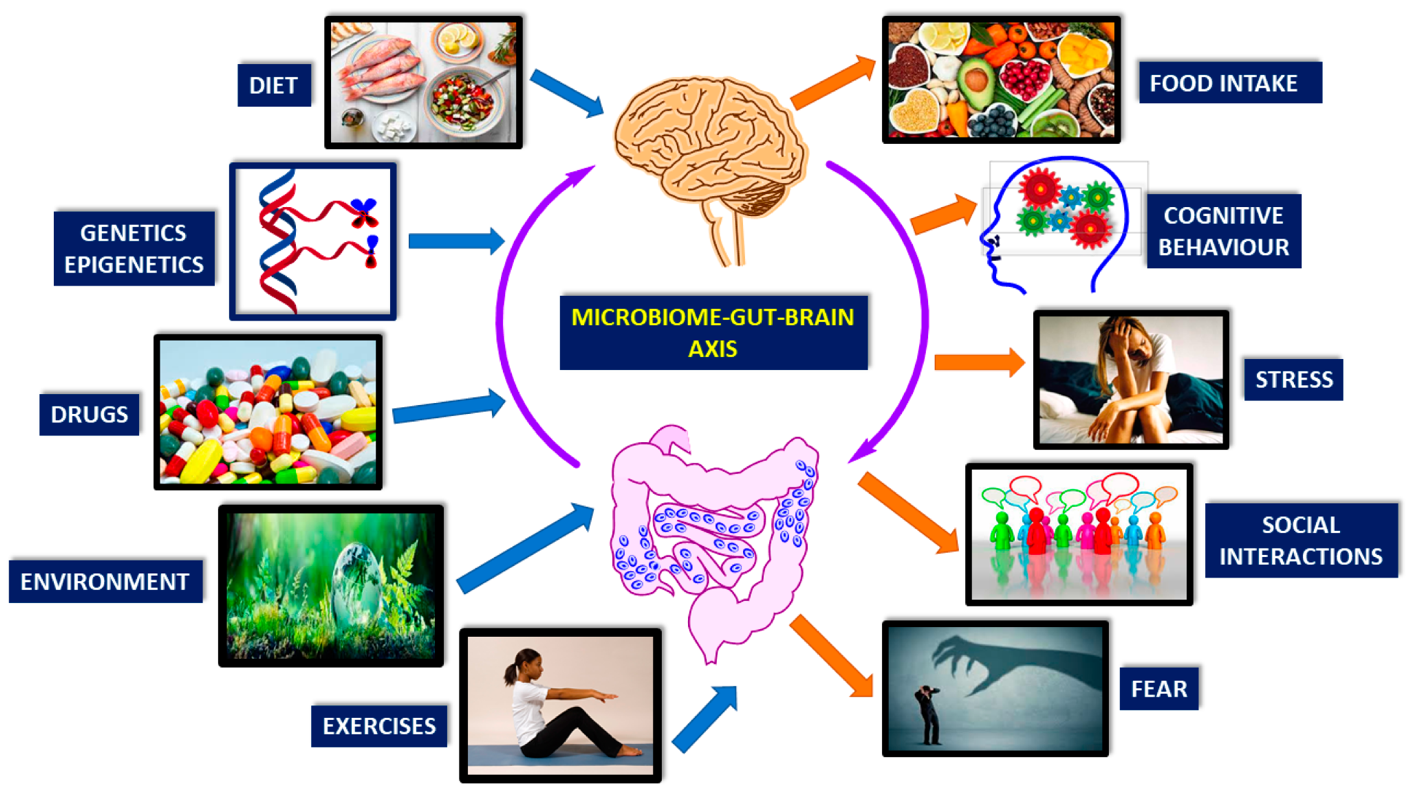 DIET
FOOD INTAKE
GENETICS
EPIGENETICS
COGNITIVE
BEHAVIOUR
MICROBIOME-GUT-BRAIN
AXIS
DRUGS
STRESS
ENVIRONMENT
SOCIAL
INTERACTIONS
EXERCISES
FEAR